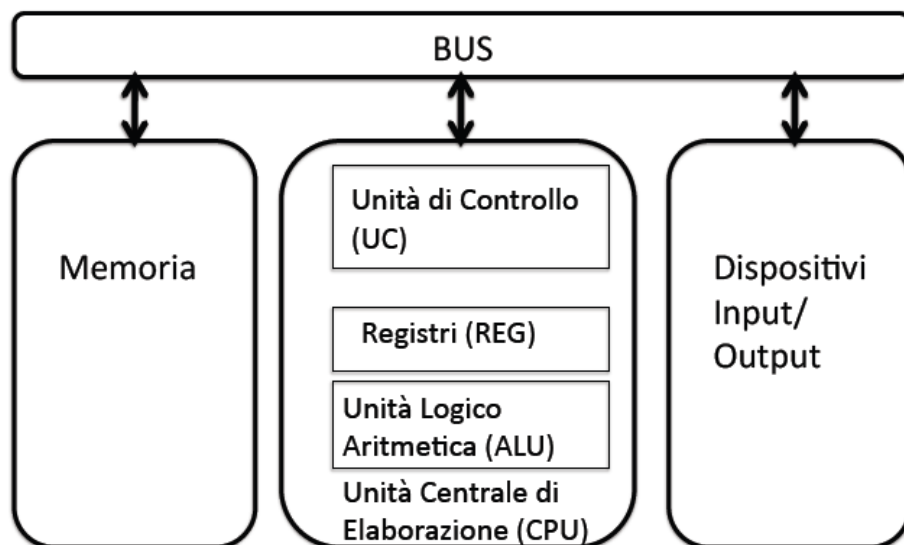 BUS
Memoria
Unità di Controllo
(UC)
Registri (REG)
Unità Logico
Aritmetica (ALU)
Unità Centrale di
Elaborazione (CPU)
Dispositivi
Input/
Output